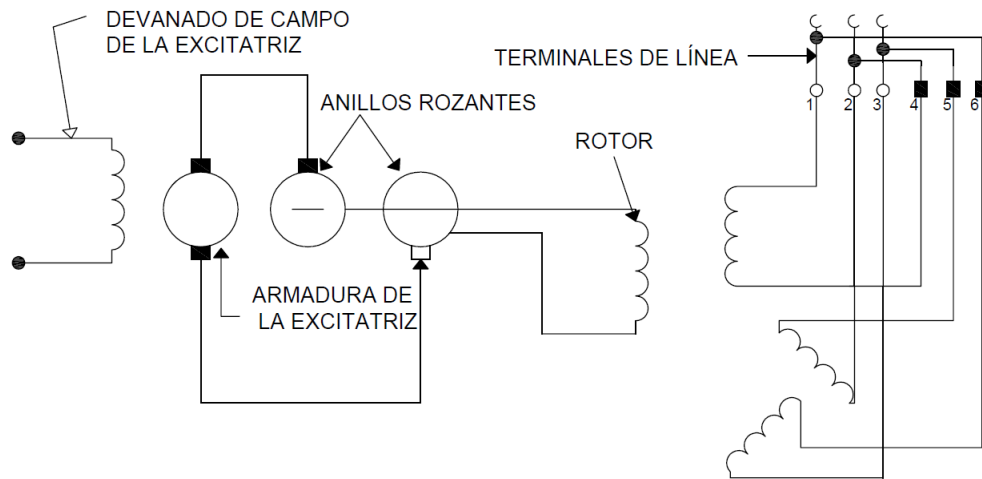 DEVANADO DE CAMPO
DE LA EXCITATRIZ
ANILLOS ROZANTES
ROTOR
ARMADURA DE
LA EXCITATRIZ
TERMINALES DE LÍNEA
1 2 3 4 5 6